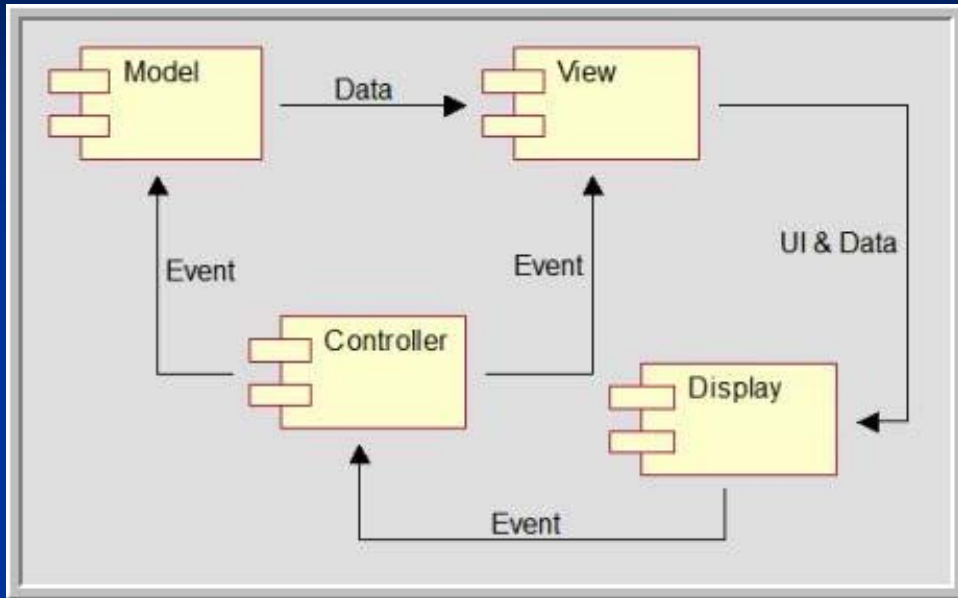 Model
View
Data
UI & Data
Event
Event
Controller
Display
Event